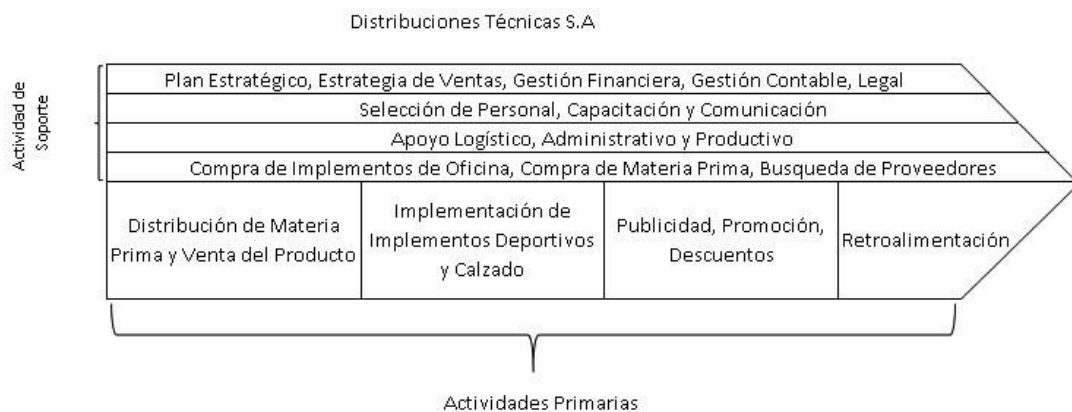 Distribuciones Técnicas S.A
Actividad de
Soporte
Plan Estratégico, Estrategia de Ventas, Gestión Financiera, Gestión Contable, Legal
Selección de Personal, Capacitación y Comunicación
Apoyo Logístico, Administrativo y Productivo
Compra de Implementos de Oficina, Compra de Materia Prima, Busqueda de Proveedores
Distribución de Materia
Prima y Venta del Producto
Implementación de
Implementos Deportivos
y Calzado
Publicidad, Promoción,
Descuentos
Retroalimentación
Actividades Primarias